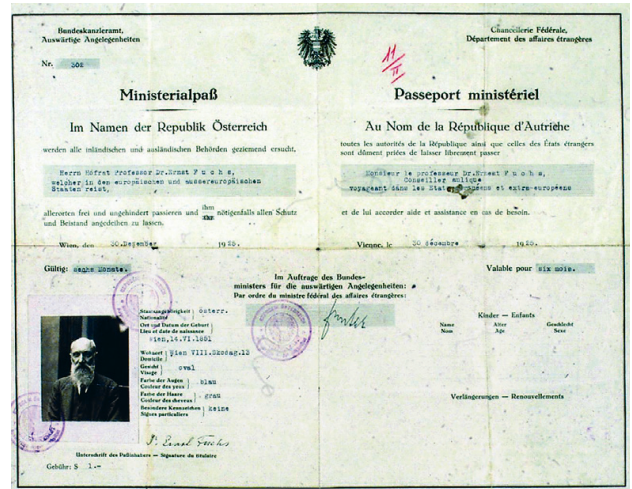 Bundeskanzleramt,
Auswärtige Angelegenheiten
Nr. 302
Ministerialpaß
Im Namen der Republik Österreich
werden alle inländischen und ausländischen Behörden geziemend ersucht,
Herrn Hofrat Professor Dr.Ernst F u c h s,
welcher in den europäischen und aussereuropäischen
Staaten reist,
allerorten frei und ungehindert passieren und ihm nötigenfalls allen Schutz
und Beistand angedeihen zu lassen.
Wien, den 30.Dezember 1925.
Gültig: sechs Monate.
Chancellerie Fédérale,
Département des affaires étrangères
11/II
Passeport ministériel
Au Nom de la République d'Autriche
toutes les autorités de la République ainsi que celles des États étrangers
sont dûment priées de laisser librement passer
Monsieur le professeur Dr.Ernest F u c h s,
Conseiller aulique
voyageant dans les Etats européens et extra-européens
et de lui accorder aide et assistance en cas de besoin.
Vienne, le 30 décembre 1925.
Valable pour six mois.
Im Auftrage des Bundes-
ministers für die auswärtigen Angelegenheiten:
Par ordre du ministre fédéral des affaires étrangères:
Staatsangehörigkeit österr.
Nationalité
Ort und Datum der Geburt
Lieu et date de naissance
Wien,14.VI.1851
Wohnort Wien VIII.Skodag.13
Domicile
Gesicht oval
Visage
Farbe der Augen blau
Couleur des yeux
Farbe der Haare grau
Couleur des cheveux
Besondere Kennzeichen keine
Signes particuliers
Dr. Ernst Fuchs
Unterschrift des Paßinhabers — Signature du titulaire
Gebühr: S 1.-
Kinder — Enfants
Name Alter Geschlecht
Nom Age Sexe
Verlängerungen — Renouvellements